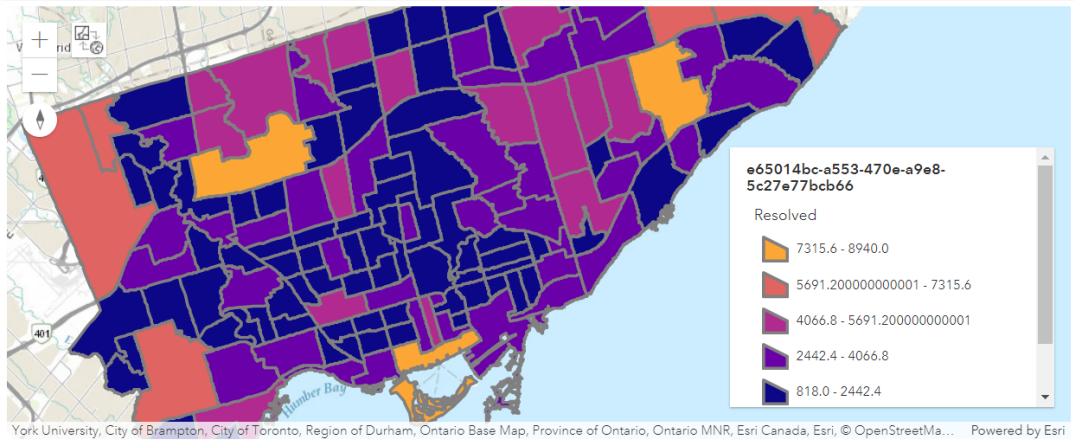 +
rid
−
401
Humber Bay
e65014bc-a553-470e-a9e8-
5c27e77bcb66
Resolved
7315.6 - 8940.0
5691.200000000001 - 7315.6
4066.8 - 5691.200000000001
2442.4 - 4066.8
818.0 - 2442.4
York University, City of Brampton, City of Toronto, Region of Durham, Ontario Base Map, Province of Ontario, Ontario MNR, Esri Canada, Esri, © OpenStreetMa... Powered by Esri